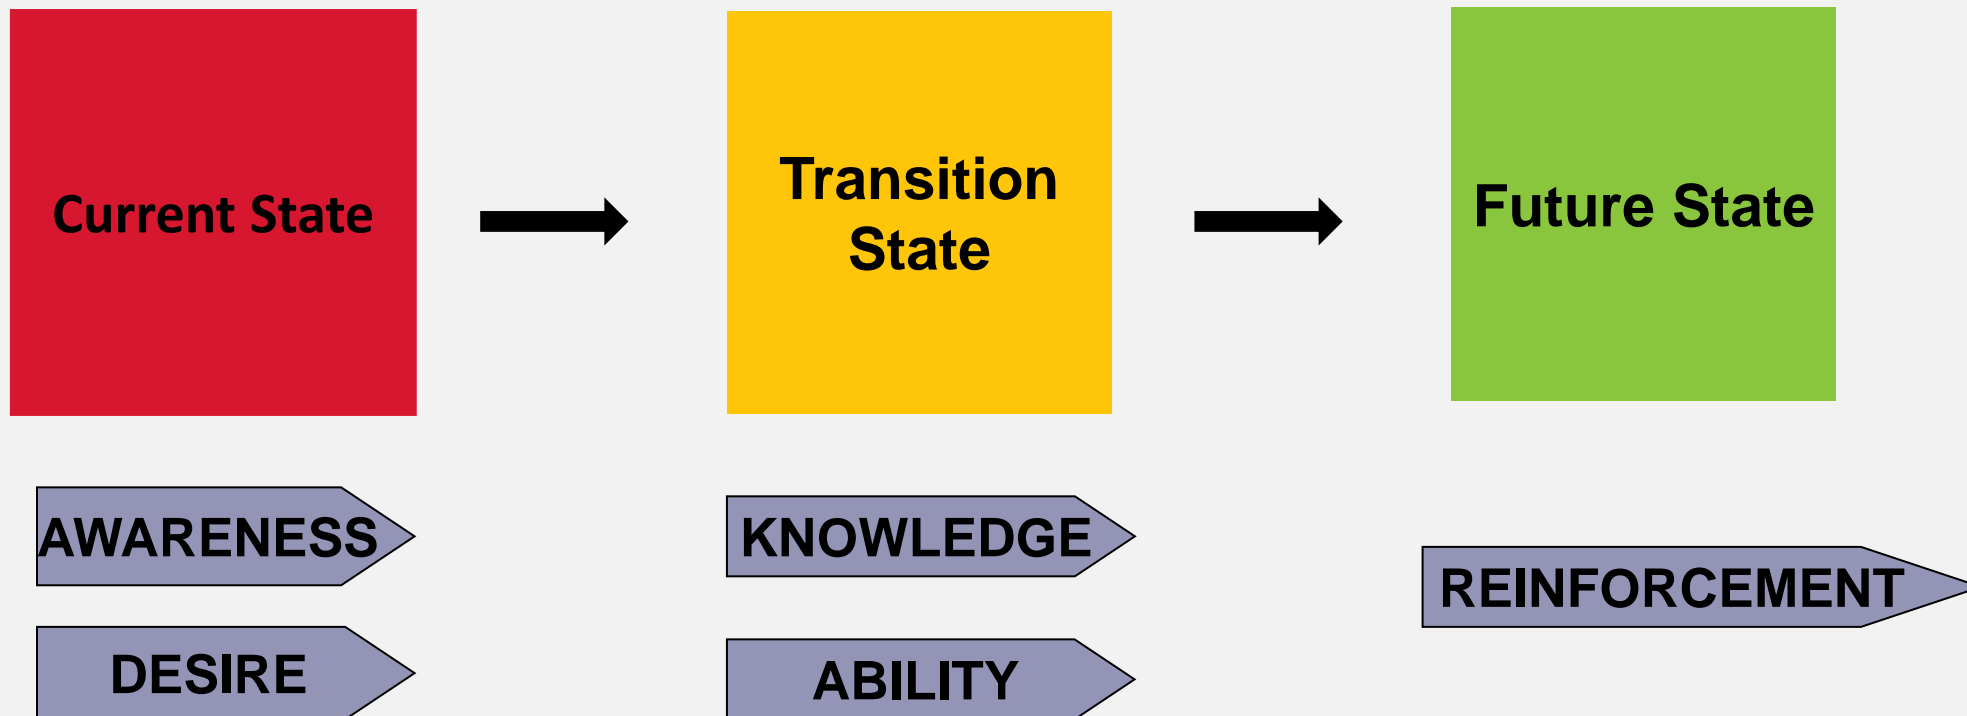 Current State
Transition
State
Future State
AWARENESS
DESIRE
KNOWLEDGE
ABILITY
REINFORCEMENT